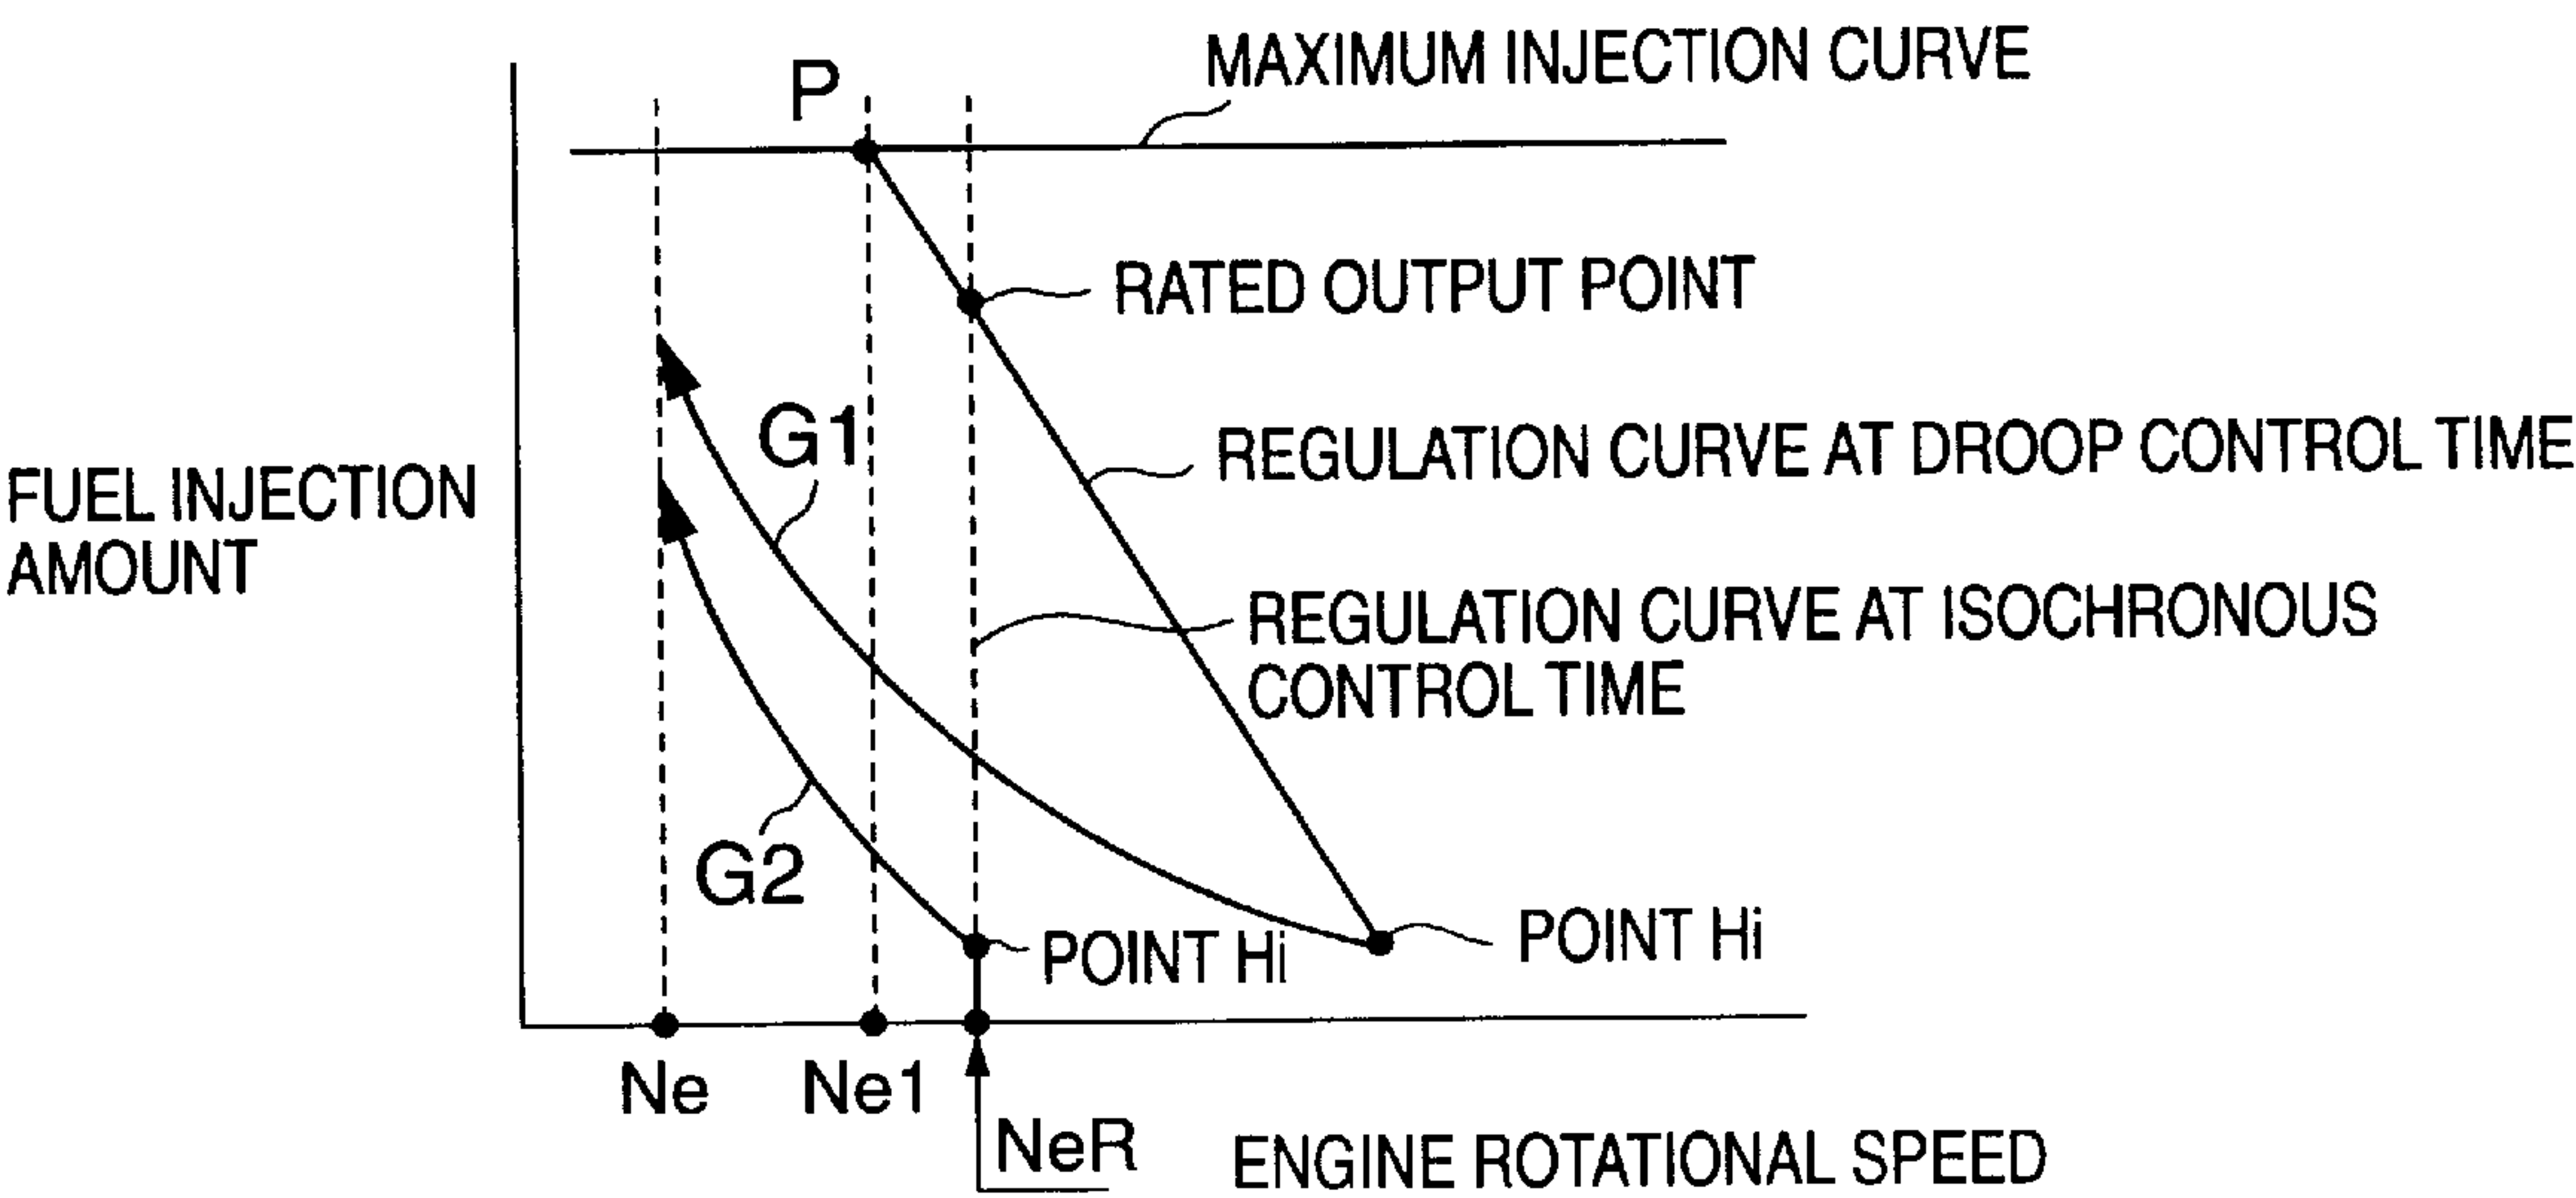 MAXIMUM INJECTION CURVE
P
RATED OUTPUT POINT
G1
REGULATION CURVE AT DROOP CONTROL TIME
FUEL INJECTION
AMOUNT
REGULATION CURVE AT ISOCHRONOUS
CONTROL TIME
G2
POINT Hi
POINT Hi
Ne
Ne1
NeR
ENGINE ROTATIONAL SPEED